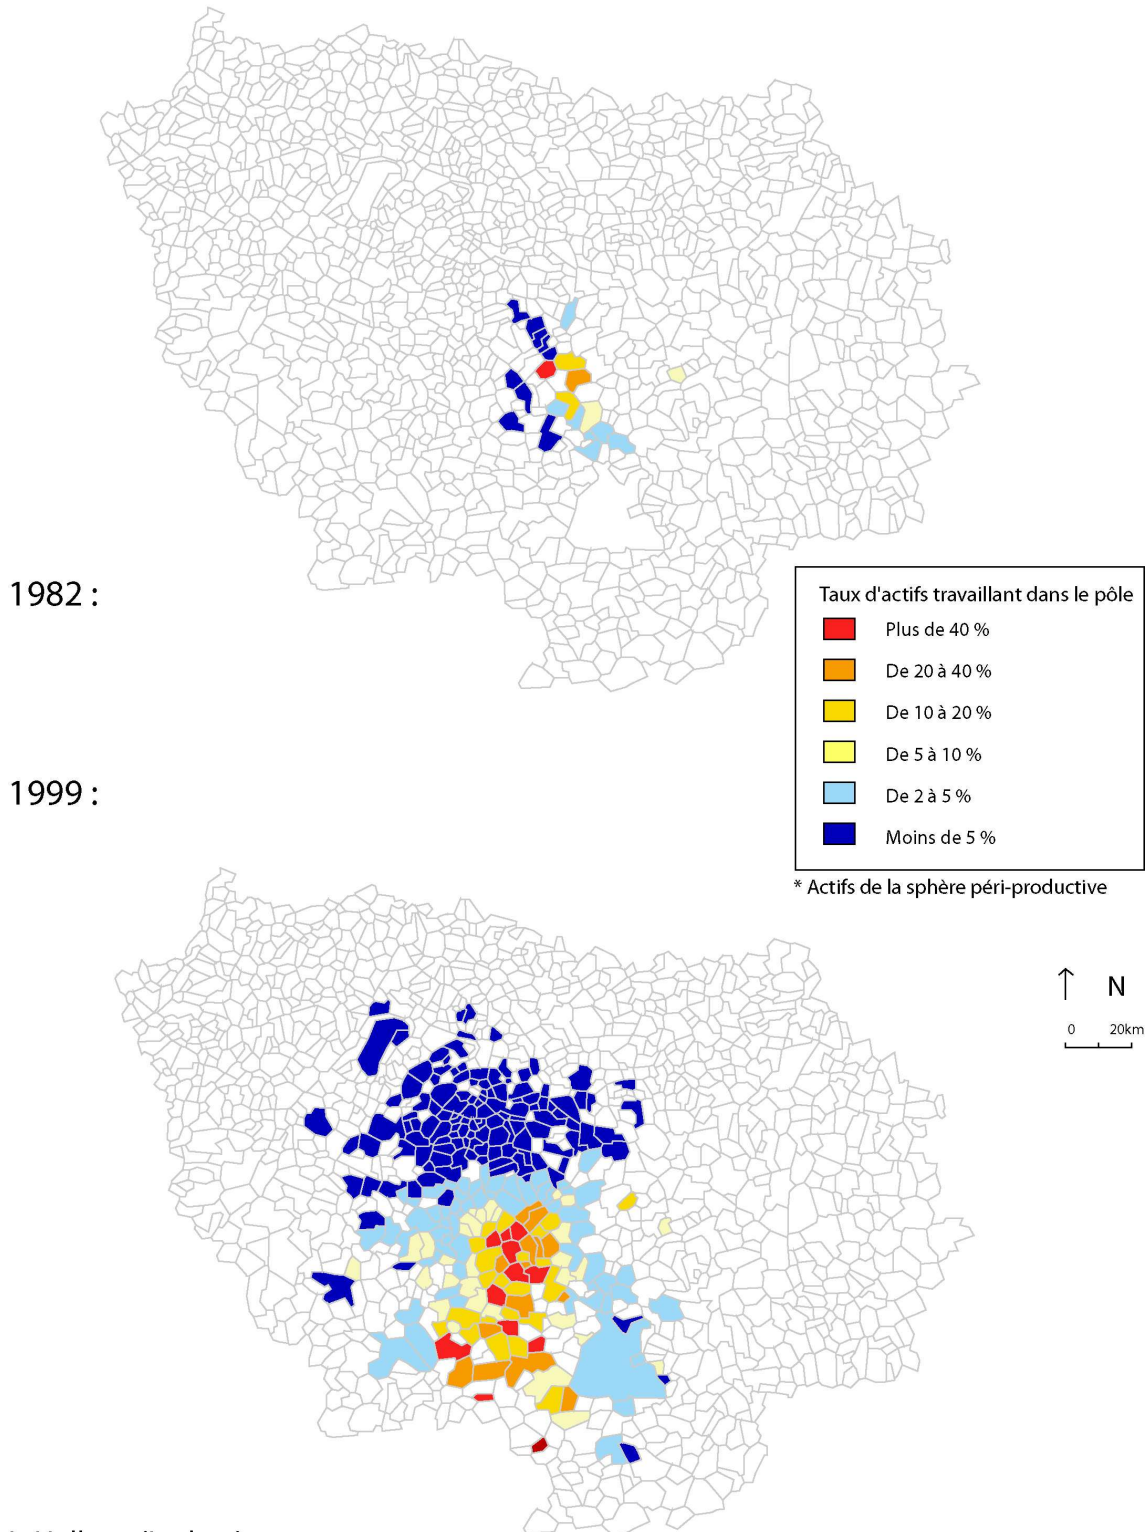 1982 :
Taux d'actifs travaillant dans le pôle
Plus de 40 %
De 20 à 40 %
De 10 à 20 %
De 5 à 10 %
De 2 à 5 %
Moins de 5 %
* Actifs de la sphère péri-productive
1999 :
N
0 20km